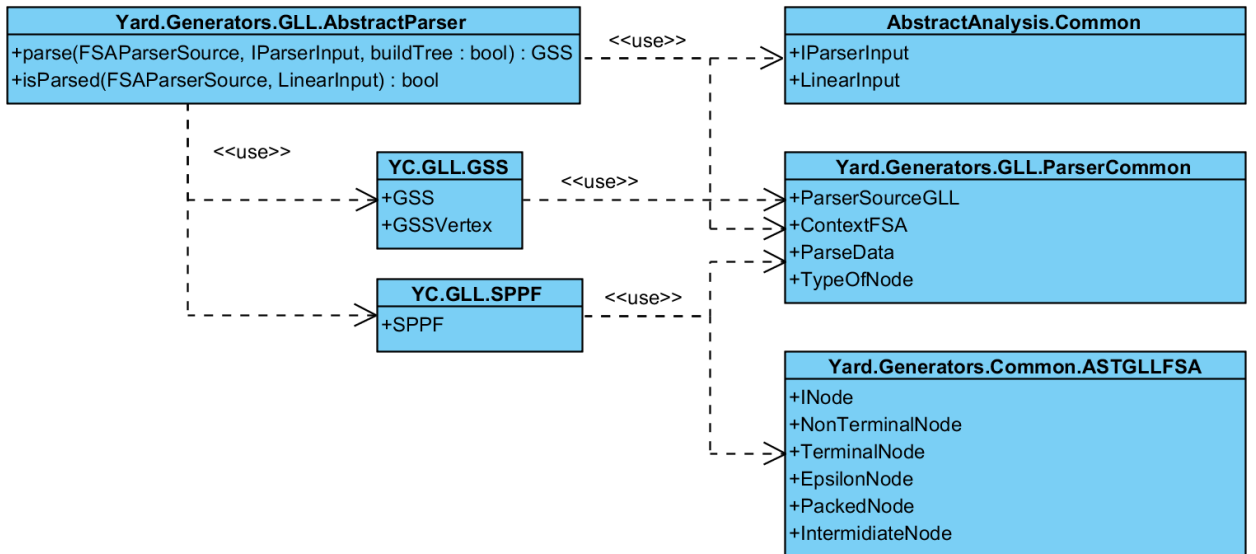 Yard.Generators.GLL.AbstractParser
+parse(FSAParserSource, IParserInput, buildTree : bool) : GSS
+isParsed(FSAParserSource, LinearInput) : bool
<<use>>
AbstractAnalysis.Common
+IParserInput
+LinearInput
<<use>>
YC.GLL.GSS
+GSS
+GSSVertex
<<use>>
Yard.Generators.GLL.ParserCommon
+ParserSourceGLL
+ContextFSA
+ParseData
+TypeOfNode
YC.GLL.SPPF
+SPPF
<<use>>
Yard.Generators.Common.ASTGLLFSA
+INode
+NonTerminalNode
+TerminalNode
+EpsilonNode
+PackedNode
+IntermidiateNode